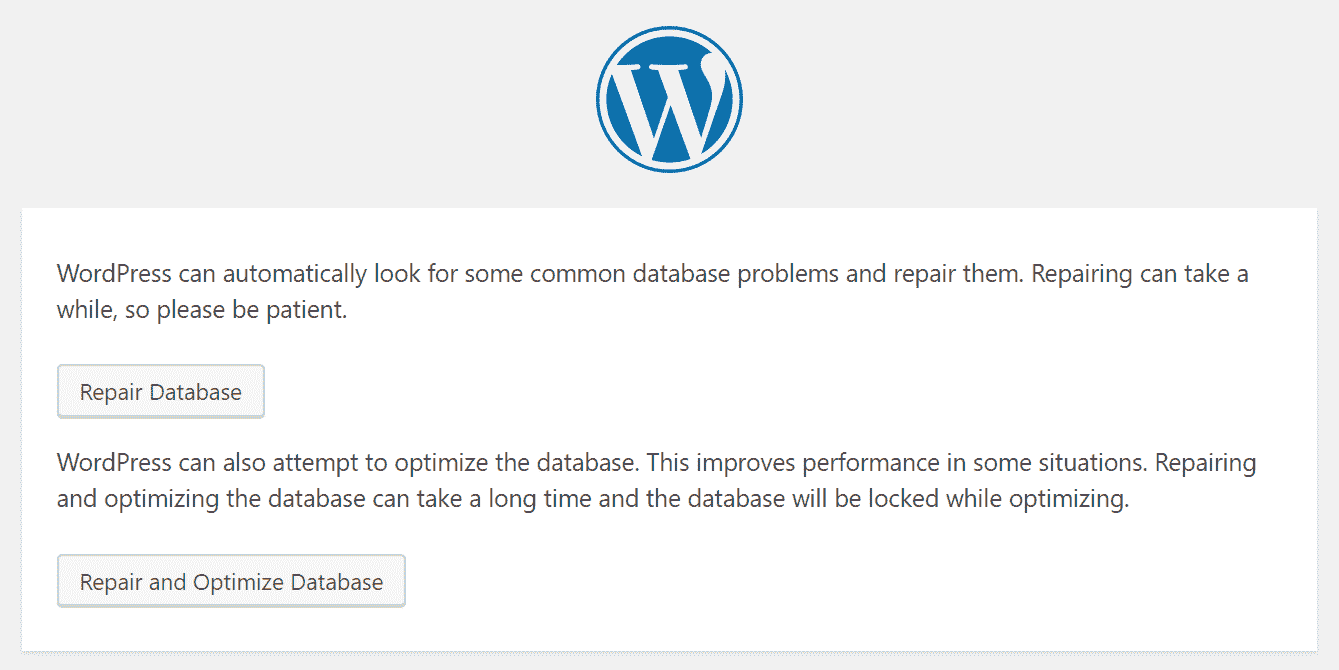 WordPress can automatically look for some common database problems and repair them. Repairing can take a
while, so please be patient.
Repair Database
WordPress can also attempt to optimize the database. This improves performance in some situations. Repairing
and optimizing the database can take a long time and the database will be locked while optimizing.
Repair and Optimize Database